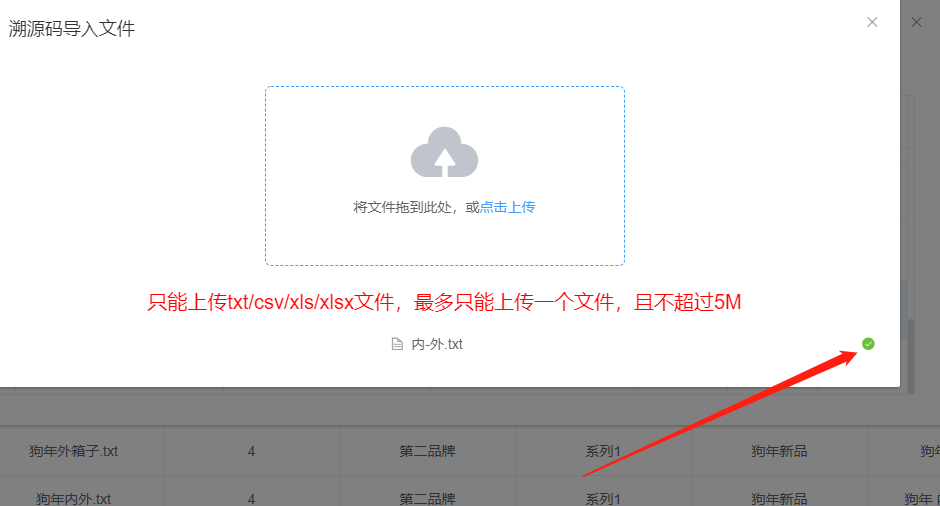 溯源码导入文件
将文件拖到此处，或点击上传
只能上传txt/csv/xls/xlsx文件，最多只能上传一个文件，且不超过5M
内-外.txt
狗年外箱子.txt 4 第二品牌 系列1 狗年新品 狗年
狗年内外.txt 4 第二品牌 系列1 狗年新品 狗年